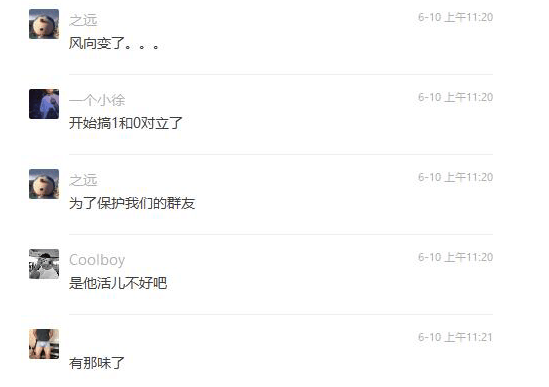 之远
6-10 上午11:20
风向变了。。。
一个小徐
6-10 上午11:20
开始搞1和0对立了
之远
6-10 上午11:20
为了保护我们的群友
Coolboy
6-10 上午11:20
是他活儿不好吧
6-10 上午11:21
有那味了